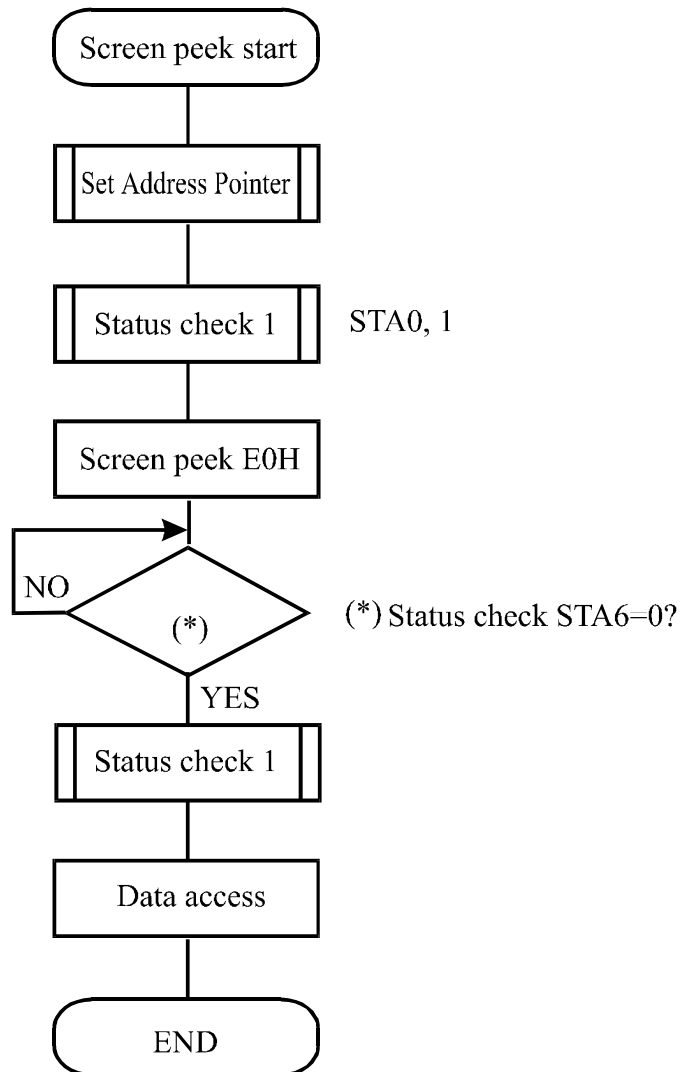 Screen peek start
Set Address Pointer
Status check 1
STA0, 1
Screen peek E0H
NO
(*)
(*) Status check STA6=0?
YES
Status check 1
Data access
END